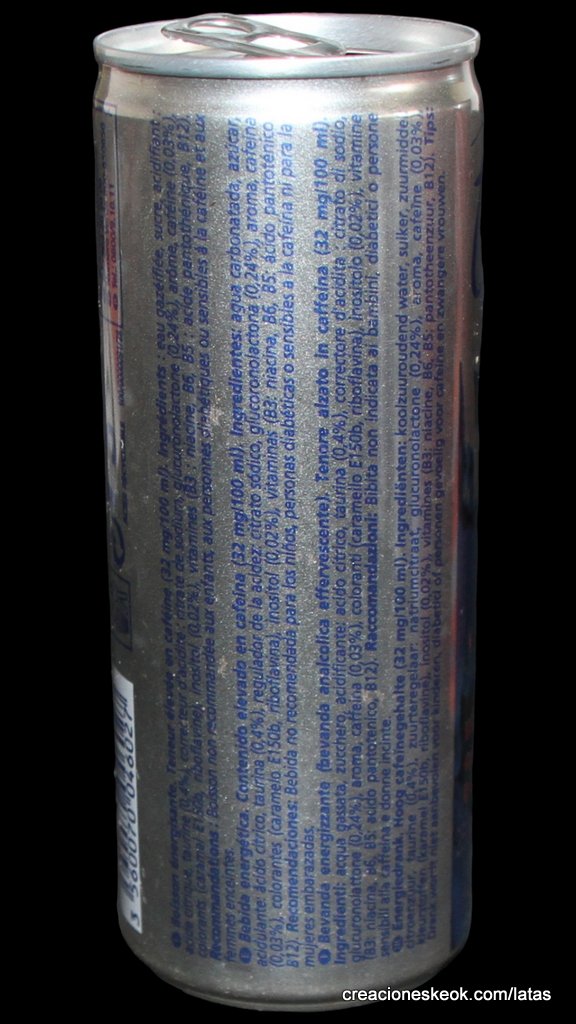 Boisson énergisante. Teneur élevée en caféine (32 mg/100 ml). Ingrédients : eau gazéifiée, sucre, acidifiant :
acide citrique, taurine (0,4%), correcteur d'acidité : citrate de sodium, glucuronolactone (0,24%), arôme, caféine (0,03%),
colorants (caramel E150b, riboflavine), inositol (0,02%), vitamines (B3 : niacine, B6, B5 : acide pantothénique, B12).
Recommandations : Boisson non recommandée aux enfants, aux personnes diabétiques ou sensibles à la caféine et aux
femmes enceintes.
Bebida energética. Contenido elevado en cafeína (32 mg/100 ml). Ingredientes: agua carbonatada, azúcar,
acidulante: ácido cítrico, taurina (0,4%), regulador de la acidez: citrato sódico, glucuronolactona (0,24%), aroma, cafeína
(0,03%), colorantes (caramelo E150b, riboflavina), inositol (0,02%), vitaminas (B3: niacina, B6, B5: ácido pantoténico,
B12). Recomendaciones: Bebida no recomendada para los niños, personas diabéticas o sensibles a la cafeína ni para la
mujeres embarazadas.
Bevanda energizzante (bevanda analcolica effervescente). Tenore alzato in caffeina (32 mg/100 ml).
Ingredienti: acqua gassata, zucchero, acidificante: acido citrico, taurina (0,4%), correttore d'acidità: citrato di sodio,
glucuronolactone (0,24%), aroma, caffeina (0,03%), coloranti (caramello E150b, riboflavina), inositolo (0,02%), vitamine
(B3: niacina, B6, B5: acido pantotenico, B12). Raccomandazioni: Bibita non indicata ai bambini, diabetici o persone
sensibili alla caffeina e donne incinte.
Energiedrank. Hoog cafeïnegehalte (32 mg/100 ml). Ingrediënten: koolzuurhoudend water, suiker, zuurmiddel:
citroenzuur, taurine (0,4%), zuurteregelaar: natriumcitraat, glucuronolactone (0,24%), aroma, cafeïne (0,03%),
(karamel E150b, riboflavine), inositol (0,02%), vitamines (B3: niacine, B6, B5: pantotheenzuur, B12). Tips:
kinderen, diabetici of personen gevoelig voor cafeïne en zwangere vrouwen.
3 560070 046027
creacioneskeok.com/latas